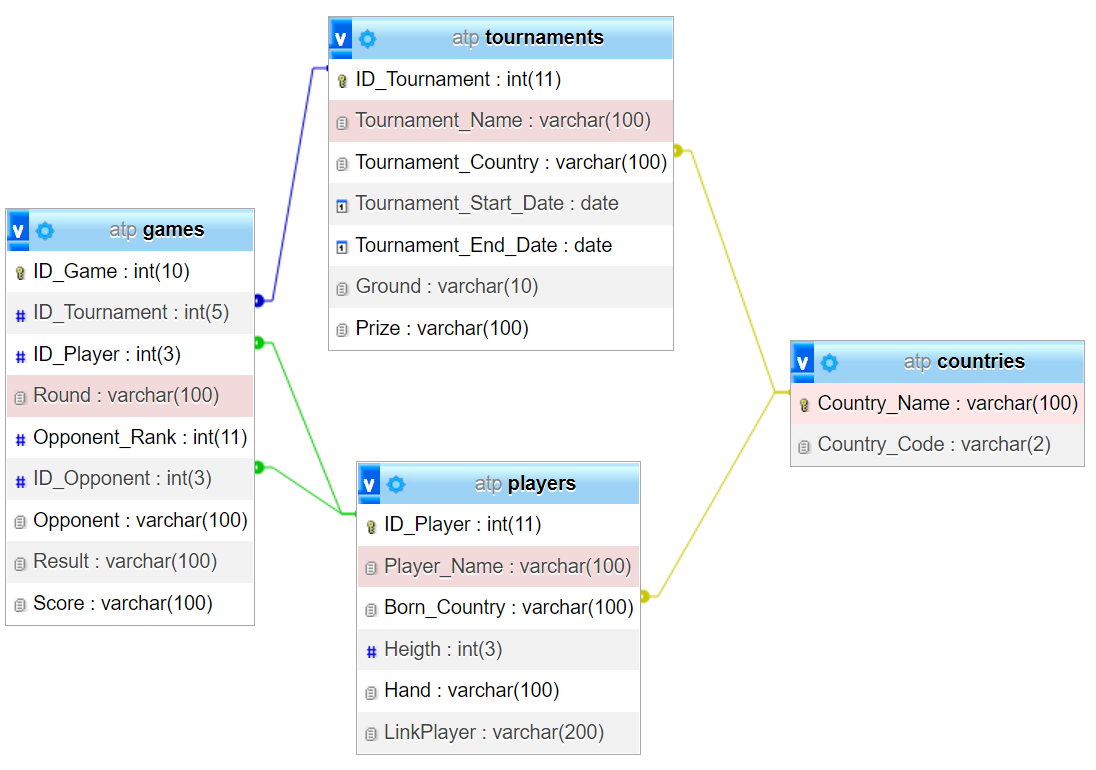 v atp tournaments
ID_Tournament : int(11)
Tournament_Name : varchar(100)
Tournament_Country : varchar(100)
Tournament_Start_Date : date
Tournament_End_Date : date
Ground : varchar(10)
Prize : varchar(100)
v atp games
ID_Game : int(10)
# ID_Tournament : int(5)
# ID_Player : int(3)
Round : varchar(100)
# Opponent_Rank : int(11)
# ID_Opponent : int(3)
Opponent : varchar(100)
Result : varchar(100)
Score : varchar(100)
v atp players
ID_Player : int(11)
Player_Name : varchar(100)
Born_Country : varchar(100)
# Heigth : int(3)
Hand : varchar(100)
LinkPlayer : varchar(200)
v atp countries
Country_Name : varchar(100)
Country_Code : varchar(2)